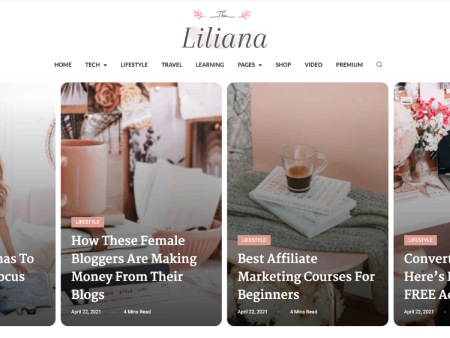 The
Liliana
HOME TECH LIFESTYLE TRAVEL LEARNING PAGES SHOP VIDEO PREMIUM
has To
ocus
LIFESTYLE
How These Female
Bloggers Are Making
Money From Their
Blogs
April 22, 2021 4 Mins Read
LIFESTYLE
Best Affiliate
Marketing Courses For
Beginners
April 22, 2021 4 Mins Read
LIFESTYLE
Convert
Here's
FREE Ac
April 22, 2021